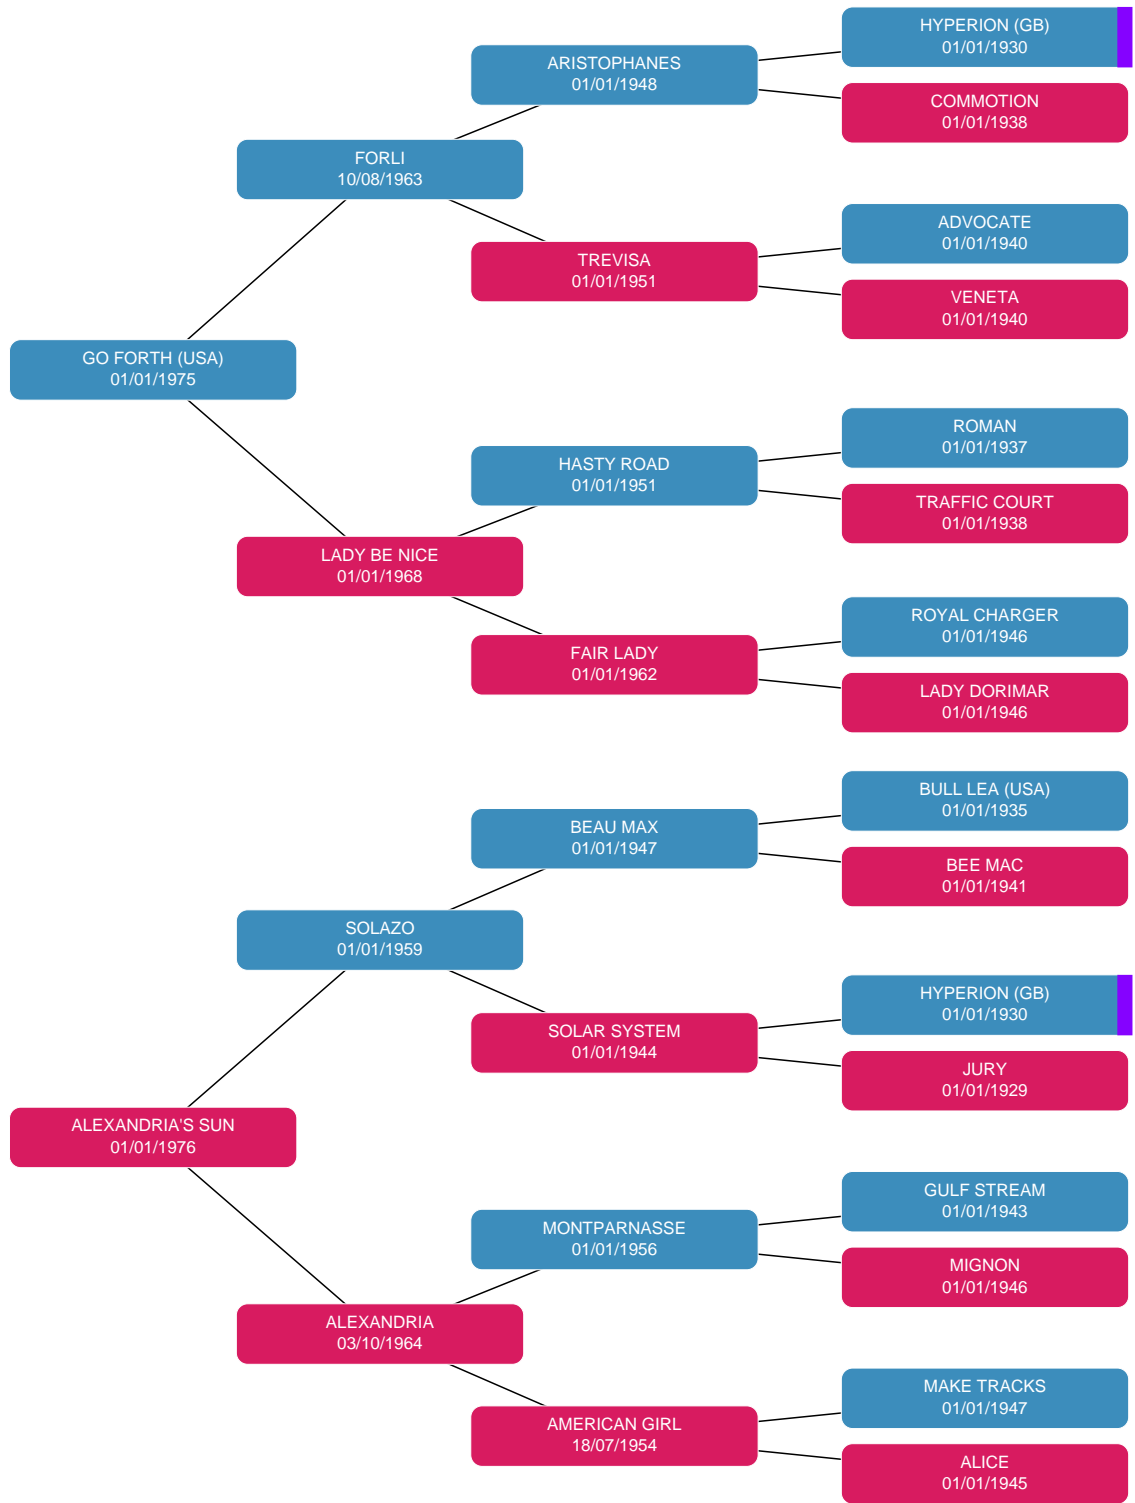 HYPERION (GB)
01/01/1930
ARISTOPHANES
01/01/1948
COMMOTION
01/01/1938
FORLI
10/08/1963
ADVOCATE
01/01/1940
TREVISA
01/01/1951
VENETA
01/01/1940
GO FORTH (USA)
01/01/1975
ROMAN
01/01/1937
HASTY ROAD
01/01/1951
TRAFFIC COURT
01/01/1938
LADY BE NICE
01/01/1968
ROYAL CHARGER
01/01/1946
FAIR LADY
01/01/1962
LADY DORIMAR
01/01/1946
BULL LEA (USA)
01/01/1935
BEAU MAX
01/01/1947
BEE MAC
01/01/1941
SOLAZO
01/01/1959
HYPERION (GB)
01/01/1930
SOLAR SYSTEM
01/01/1944
JURY
01/01/1929
ALEXANDRIA'S SUN
01/01/1976
GULF STREAM
01/01/1943
MONTPARNASSE
01/01/1956
MIGNON
01/01/1946
ALEXANDRIA
03/10/1964
MAKE TRACKS
01/01/1947
AMERICAN GIRL
18/07/1954
ALICE
01/01/1945